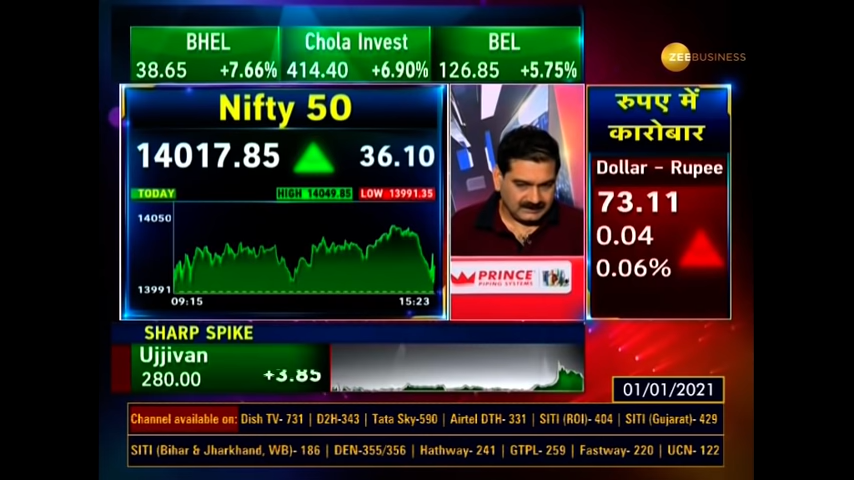 BHEL
38.65 +7.66%
Chola Invest
414.40 +6.90%
BEL
126.85 +5.75%
ZEE BUSINESS
Nifty 50
14017.85 36.10
TODAY HIGH 14049.85 LOW 13991.35
14050
13991
09:15 15:23
PRINCE
PIPING SYSTEMS
रुपए में
कारोबार
Dollar – Rupee
73.11
0.04
0.06%
SHARP SPIKE
Ujjivan
280.00 +3.85
01/01/2021
Channel available on: Dish TV- 731 | D2H-343 | Tata Sky-590 | Airtel DTH- 331 | SITI (ROI)- 404 | SITI (Gujarat)- 429
SITI (Bihar & Jharkhand, WB)- 186 | DEN-355/356 | Hathway- 241 | GTPL- 259 | Fastway- 220 | UCN- 122